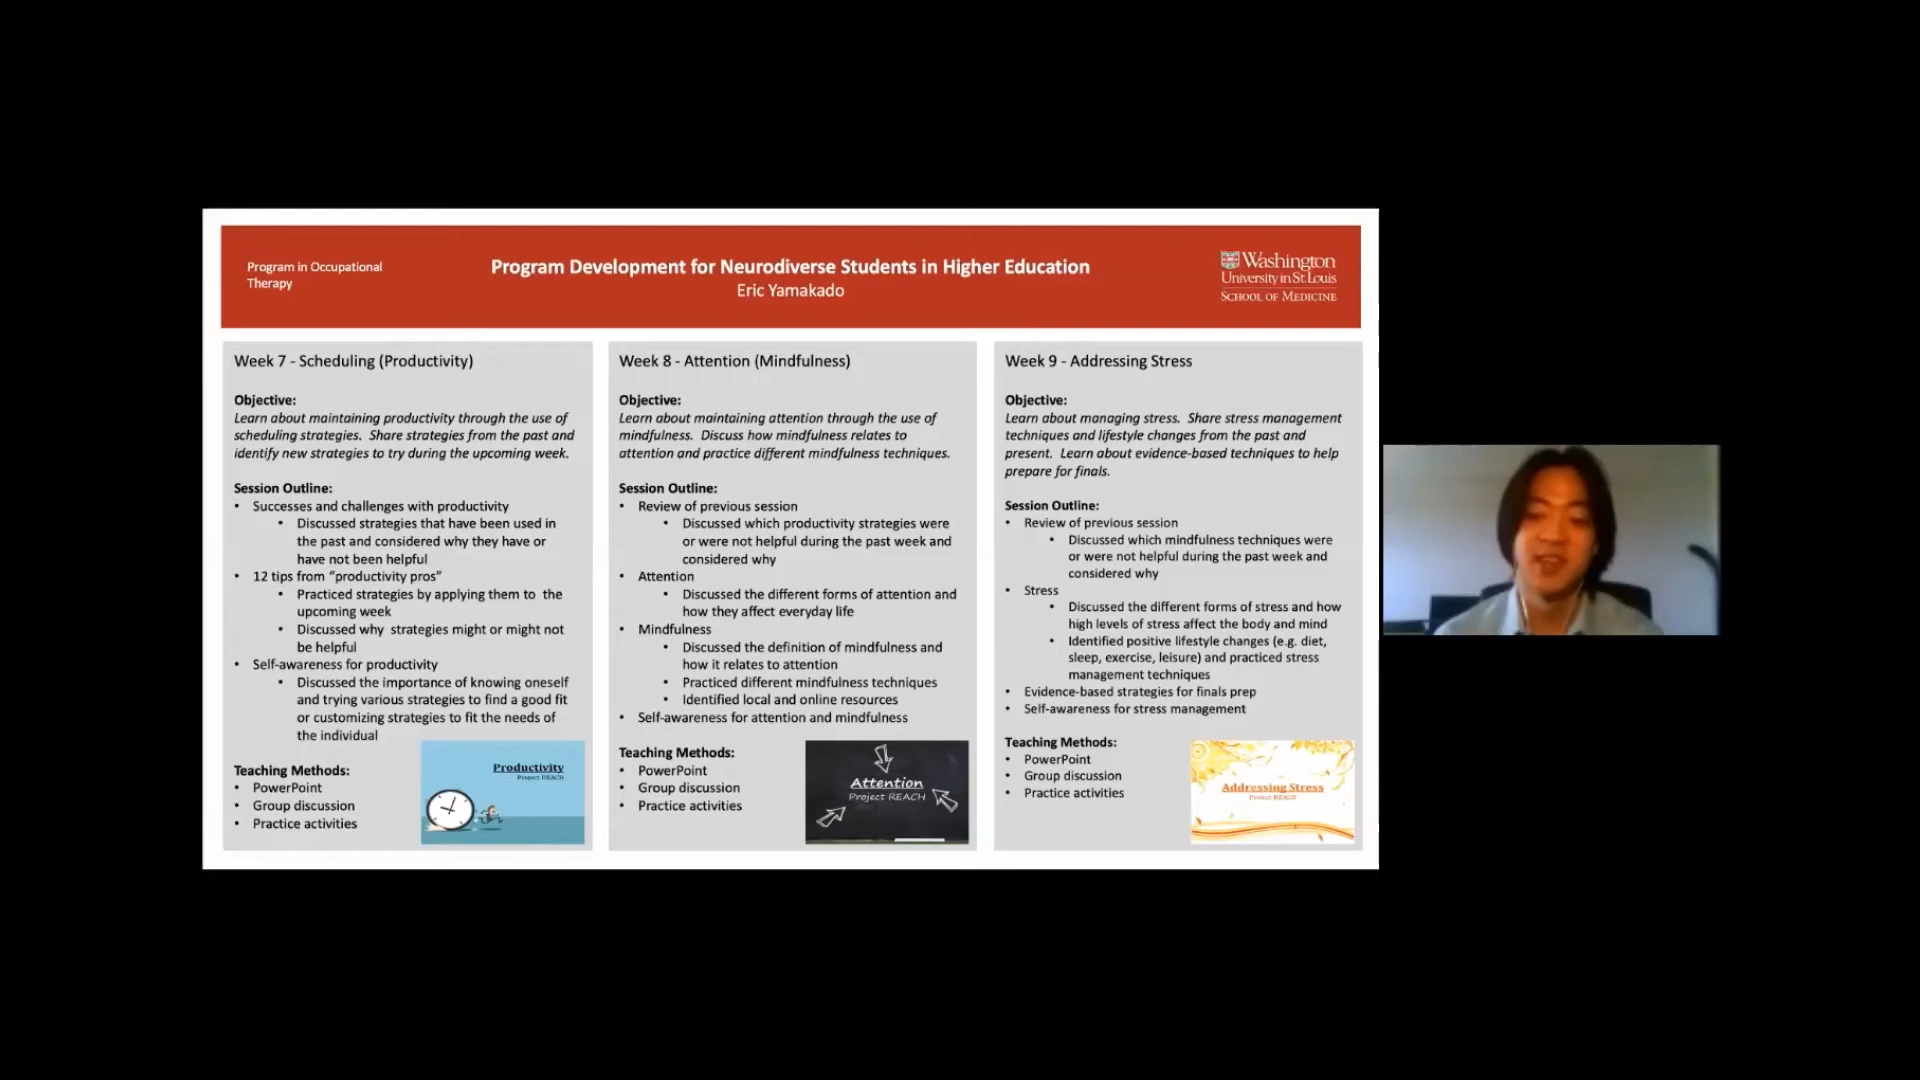 Program in Occupational
Therapy
Program Development for Neurodiverse Students in Higher Education
Eric Yamakado
Washington
University in St. Louis
School of Medicine
Week 7 - Scheduling (Productivity)
Objective:
Learn about maintaining productivity through the use of
scheduling strategies.  Share strategies from the past and
identify new strategies to try during the upcoming week.
Session Outline:
• Successes and challenges with productivity
• Discussed strategies that have been used in
the past and considered why they have or
have not been helpful
• 12 tips from “productivity pros”
• Practiced strategies by applying them to  the
upcoming week
• Discussed why  strategies might or might not
be helpful
• Self-awareness for productivity
• Discussed the importance of knowing oneself
and trying various strategies to find a good fit
or customizing strategies to fit the needs of
the individual
Teaching Methods:
• PowerPoint
• Group discussion
• Practice activities
Productivity
Project REACH
Week 8 - Attention (Mindfulness)
Objective:
Learn about maintaining attention through the use of
mindfulness.  Discuss how mindfulness relates to
attention and practice different mindfulness techniques.
Session Outline:
• Review of previous session
• Discussed which productivity strategies were
or were not helpful during the past week and
considered why
• Attention
• Discussed the different forms of attention and
how they affect everyday life
• Mindfulness
• Discussed the definition of mindfulness and
how it relates to attention
• Practiced different mindfulness techniques
• Identified local and online resources
• Self-awareness for attention and mindfulness
Teaching Methods:
• PowerPoint
• Group discussion
• Practice activities
Attention
Project REACH
Week 9 - Addressing Stress
Objective:
Learn about managing stress.  Share stress management
techniques and lifestyle changes from the past and
present.  Learn about evidence-based techniques to help
prepare for finals.
Session Outline:
• Review of previous session
• Discussed which mindfulness techniques were
or were not helpful during the past week and
considered why
• Stress
• Discussed the different forms of stress and how
high levels of stress affect the body and mind
• Identified positive lifestyle changes (e.g. diet,
sleep, exercise, leisure) and practiced stress
management techniques
• Evidence-based strategies for finals prep
• Self-awareness for stress management
Teaching Methods:
• PowerPoint
• Group discussion
• Practice activities
Addressing Stress
Project REACH